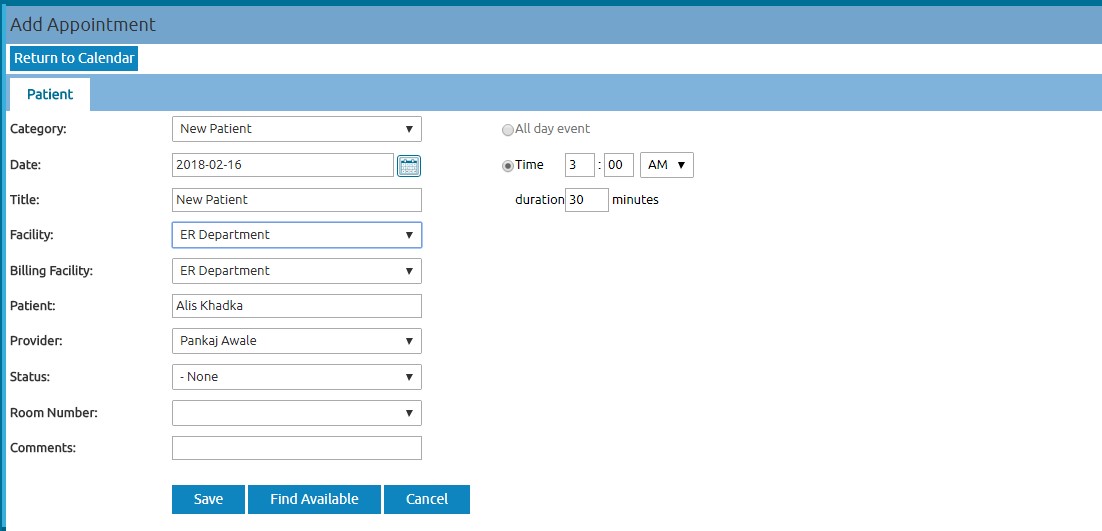 Add Appointment
Return to Calendar
Patient
Category: New Patient All day event
Date: 2018-02-16 Time 3 : 00 AM
Title: New Patient duration 30 minutes
Facility: ER Department
Billing Facility: ER Department
Patient: Alis Khadka
Provider: Pankaj Awale
Status: - None
Room Number:
Comments:
Save Find Available Cancel